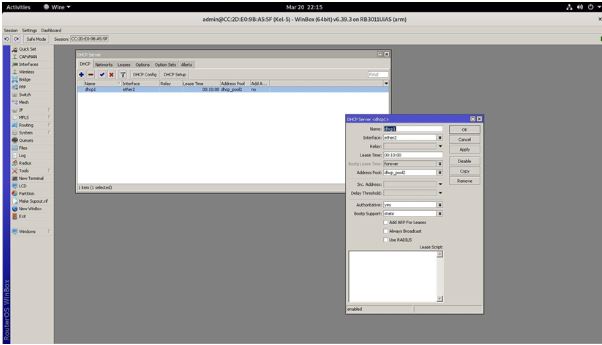 Activities Wine Mar 20 22:15
admin@CC:2D:E0:9B:A5:5F (Kel-5) - WinBox (64bit) v6.39.3 on RB3011UiAS (arm)
Session Settings Dashboard
Safe Mode Session: CC:2D:E0:9B:A5:5F
Quick Set
CAPsMAN
Interfaces
Wireless
Bridge
PPP
Switch
Mesh
IP
MPLS
Routing
System
Queues
Files
Log
Radius
Tools
New Terminal
LCD
Partition
Make Supout.rif
New WinBox
Exit
Windows
RouterOS WinBox
DHCP Server
DHCP Networks Leases Options Option Sets Alerts
DHCP Config DHCP Setup Find
Name Interface Relay Lease Time Address Pool Add A...
dhcp1 ether2 00:10:00 dhcp_pool2 no
1 item (1 selected)
DHCP Server <dhcp1>
Name: dhcp1
Interface: ether2
Relay:
Lease Time: 00:10:00
Bootp Lease Time: forever
Address Pool: dhcp_pool2
Src. Address:
Delay Threshold:
Authoritative: yes
Bootp Support: static
Add ARP For Leases
Always Broadcast
Use RADIUS
Lease Script:
OK
Cancel
Apply
Disable
Copy
Remove
enabled